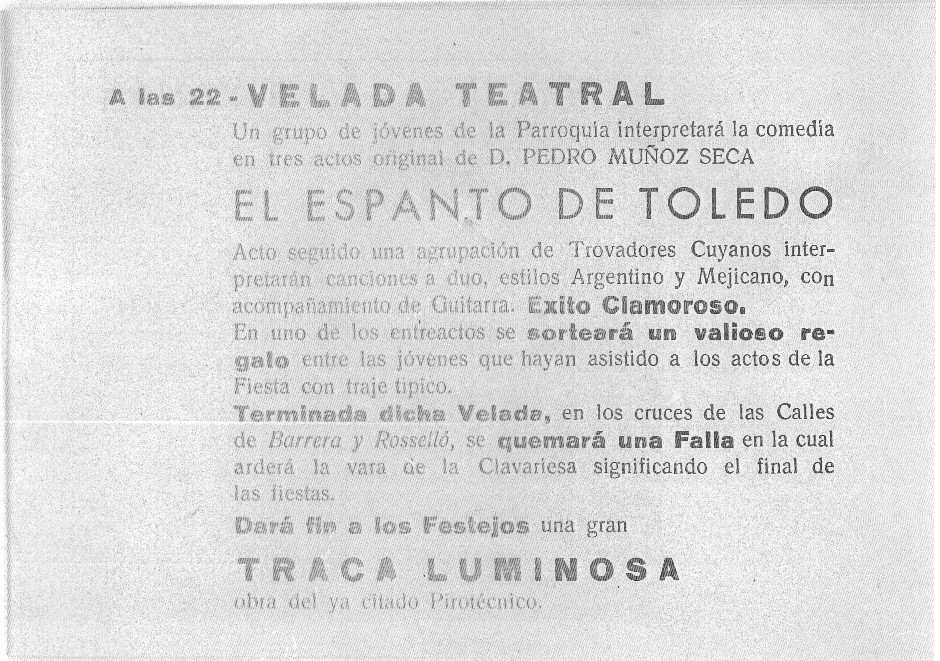 A las 22 - VELADA TEATRAL
Un grupo de jóvenes de la Parroquia interpretará la comedia
en tres actos original de D. PEDRO MUÑOZ SECA
EL ESPANTO DE TOLEDO
Acto seguido una agrupación de Trovadores Cuyanos inter-
pretarán canciones a duo, estilos Argentino y Mejicano, con
acompañamiento de Guitarra. Exito Clamoroso.
En uno de los entreactos se sorteará un valioso re-
galo entre las jóvenes que hayan asistido a los actos de la
Fiesta con traje tipico.
Terminada dicha Velada, en los cruces de las Calles
de Barrera y Rosselló, se quemará una Falla en la cual
arderá la vara de la Clavariesa significando el final de
las fiestas.
Dará fin a los Festejos una gran
TRACA LUMINOSA
obra del ya citado Pirotécnico.